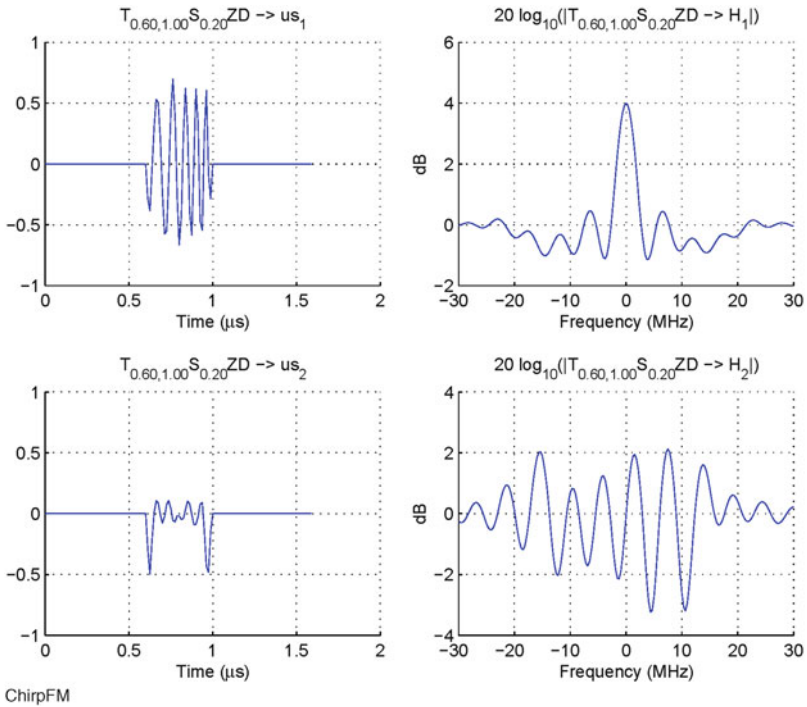 T0.60,1.00S0.20ZD −> us1
1
0.5
0
−0.5
−1
0 0.5 1 1.5 2
Time (μs)
20 log10(|T0.60,1.00S0.20ZD −> H1|)
6
4
2
0
−2
dB
−30 −20 −10 0 10 20 30
Frequency (MHz)
T0.60,1.00S0.20ZD −> us2
1
0.5
0
−0.5
−1
0 0.5 1 1.5 2
Time (μs)
20 log10(|T0.60,1.00S0.20ZD −> H2|)
4
2
0
−2
−4
dB
−30 −20 −10 0 10 20 30
Frequency (MHz)
ChirpFM